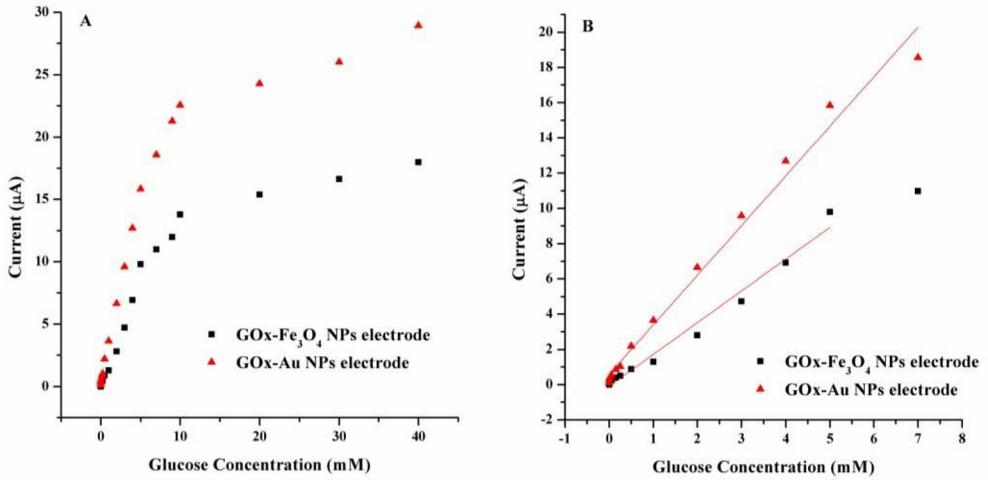 A
30
25
20
15
10
5
0
Current (μA)
0 10 20 30 40
Glucose Concentration (mM)
GOx-Fe₃O₄ NPs electrode
GOx-Au NPs electrode
B
20
18
16
14
12
10
8
6
4
2
0
-2
Current (μA)
-1 0 1 2 3 4 5 6 7 8
Glucose Concentration (mM)
GOx-Fe₃O₄ NPs electrode
GOx-Au NPs electrode